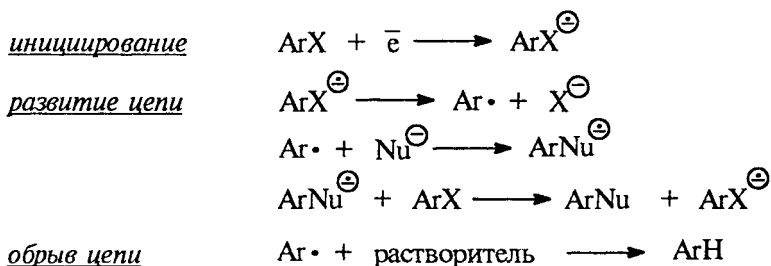 инициирование ArX + e̅ ⟶ ArX⊖̇
развитие цепи ArX⊖̇ ⟶ Ar• + X⊖
Ar• + Nu⊖ ⟶ ArNu⊖̇
ArNu⊖̇ + ArX ⟶ ArNu + ArX⊖̇
обрыв цепи Ar• + растворитель ⟶ ArH